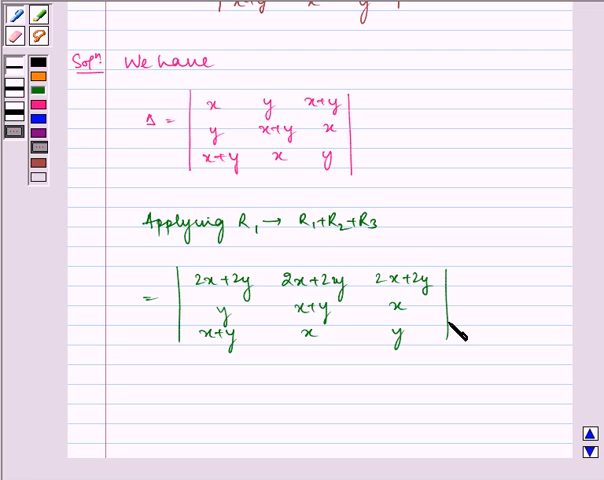 x+y x y
Solⁿ. We have
Δ = | x y x+y |
| y x+y x |
| x+y x y |
Applying R₁ → R₁+R₂+R₃
= | 2x+2y 2x+2y 2x+2y |
| y x+y x |
| x+y x y |